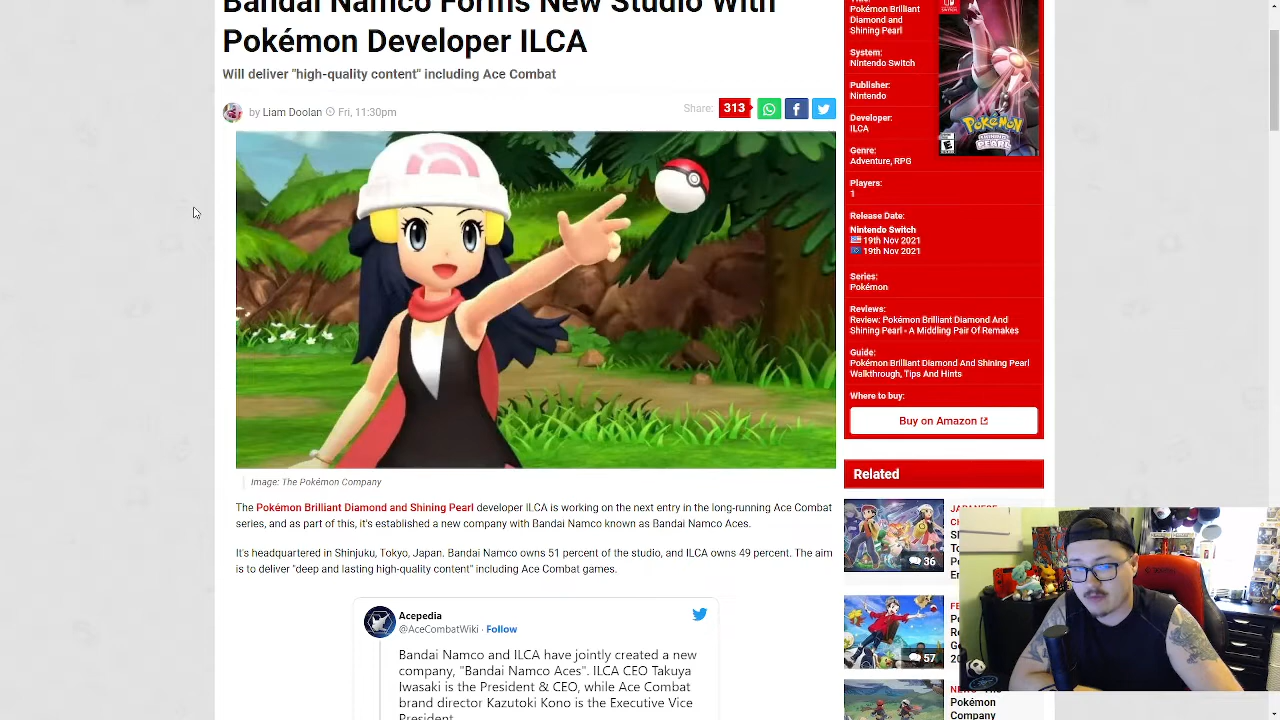 Bandai Namco Forms New Studio With
Pokémon Developer ILCA
Will deliver "high-quality content" including Ace Combat
by Liam Doolan Fri, 11:30pm
Share: 313
Image: The Pokémon Company
The Pokémon Brilliant Diamond and Shining Pearl developer ILCA is working on the next entry in the long-running Ace Combat
series, and as part of this, it's established a new company with Bandai Namco known as Bandai Namco Aces.
It's headquartered in Shinjuku, Tokyo, Japan. Bandai Namco owns 51 percent of the studio, and ILCA owns 49 percent. The aim
is to deliver "deep and lasting high-quality content" including Ace Combat games.
Acepedia
@AceCombatWiki · Follow
Bandai Namco and ILCA have jointly created a new
company, "Bandai Namco Aces". ILCA CEO Takuya
Iwasaki is the President & CEO, while Ace Combat
brand director Kazutoki Kono is the Executive Vice
President.
Pokémon Brilliant
Diamond and
Shining Pearl
System:
Nintendo Switch
Publisher:
Nintendo
Developer:
ILCA
Genre:
Adventure, RPG
Players:
1
Release Date:
Nintendo Switch
19th Nov 2021
19th Nov 2021
Series:
Pokémon
Reviews:
Review: Pokémon Brilliant Diamond And
Shining Pearl - A Middling Pair Of Remakes
Guide:
Pokémon Brilliant Diamond And Shining Pearl
Walkthrough, Tips And Hints
Where to buy:
Buy on Amazon
POKéMON
SHINING
PEARL
E
Related
36
57
The
Pokémon
Company